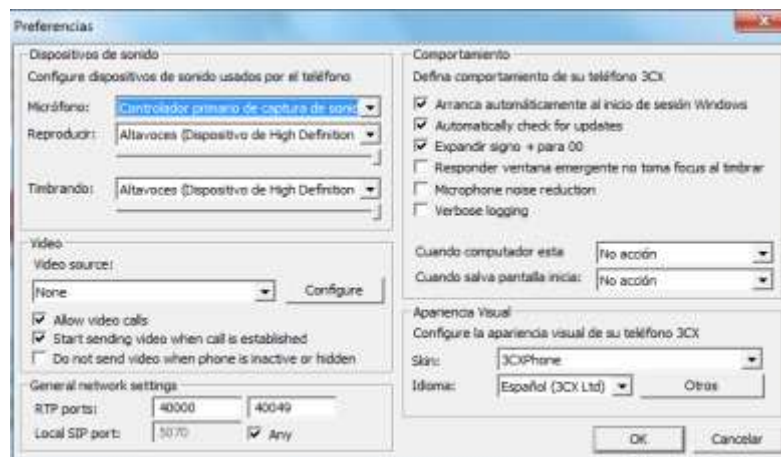 Preferencias
Dispositivos de sonido
Configure dispositivos de sonido usados por el teléfono
Micrófono: Controlador primario de captura de sonic
Reproducir: Altavoces (Dispositivo de High Definition
Timbrando: Altavoces (Dispositivo de High Definition
Video
Video source:
None Configure
Allow video calls
Start sending video when call is established
Do not send video when phone is inactive or hidden
General network settings
RTP ports: 40000 40049
Local SIP port: 5070 Any
Comportamiento
Defina comportamiento de su teléfono 3CX
Arranca automáticamente al inicio de sesión Windows
Automatically check for updates
Expandir signo + para 00
Responder ventana emergente no toma focus al timbrar
Microphone noise reduction
Verbose logging
Cuando computador esta No acción
Cuando salva pantalla inicia: No acción
Apariencia Visual
Configure la apariencia visual de su teléfono 3CX
Skin: 3CXPhone
Idioma: Español (3CX Ltd) Otros
OK Cancelar